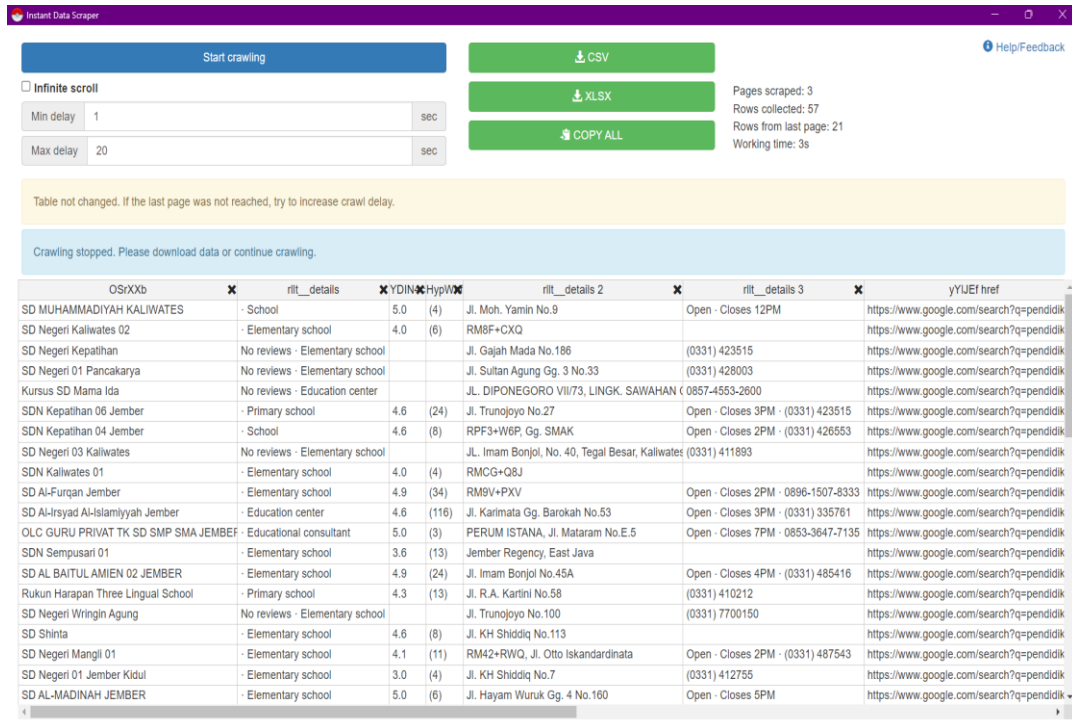 Instant Data Scraper
Start crawling
CSV
Help/Feedback
Infinite scroll
XLSX
Min delay 1 sec
COPY ALL
Max delay 20 sec
Pages scraped: 3
Rows collected: 57
Rows from last page: 21
Working time: 3s
Table not changed. If the last page was not reached, try to increase crawl delay.
Crawling stopped. Please download data or continue crawling.
OSrXXb rllt__details YDIN HypW rllt__details 2 rllt__details 3 yYlJEf href
SD MUHAMMADIYAH KALIWATES · School 5.0 (4) Jl. Moh. Yamin No.9 Open · Closes 12PM https://www.google.com/search?q=pendidik
SD Negeri Kaliwates 02 · Elementary school 4.0 (6) RM8F+CXQ https://www.google.com/search?q=pendidik
SD Negeri Kepatihan No reviews · Elementary school Jl. Gajah Mada No.186 (0331) 423515 https://www.google.com/search?q=pendidik
SD Negeri 01 Pancakarya No reviews · Elementary school Jl. Sultan Agung Gg. 3 No.33 (0331) 428003 https://www.google.com/search?q=pendidik
Kursus SD Mama Ida No reviews · Education center JL. DIPONEGORO VII/73, LINGK. SAWAHAN 0857-4553-2600 https://www.google.com/search?q=pendidik
SDN Kepatihan 06 Jember · Primary school 4.6 (24) Jl. Trunojoyo No.27 Open · Closes 3PM · (0331) 423515 https://www.google.com/search?q=pendidik
SDN Kepatihan 04 Jember · School 4.6 (8) RPF3+W6P, Gg. SMAK Open · Closes 2PM · (0331) 426553 https://www.google.com/search?q=pendidik
SD Negeri 03 Kaliwates No reviews · Elementary school JL. Imam Bonjol, No. 40, Tegal Besar, Kaliwates (0331) 411893 https://www.google.com/search?q=pendidik
SDN Kaliwates 01 · Elementary school 4.0 (4) RMCG+Q8J https://www.google.com/search?q=pendidik
SD Al-Furqan Jember · Elementary school 4.9 (34) RM9V+PXV Open · Closes 2PM · 0896-1507-8333 https://www.google.com/search?q=pendidik
SD Al-Irsyad Al-Islamiyyah Jember · Education center 4.6 (116) Jl. Karimata Gg. Barokah No.53 Open · Closes 3PM · (0331) 335761 https://www.google.com/search?q=pendidik
OLC GURU PRIVAT TK SD SMP SMA JEMBER · Educational consultant 5.0 (3) PERUM ISTANA, Jl. Mataram No.E.5 Open · Closes 7PM · 0853-3647-7135 https://www.google.com/search?q=pendidik
SDN Sempusari 01 · Elementary school 3.6 (13) Jember Regency, East Java https://www.google.com/search?q=pendidik
SD AL BAITUL AMIEN 02 JEMBER · Elementary school 4.9 (24) Jl. Imam Bonjol No.45A Open · Closes 4PM · (0331) 485416 https://www.google.com/search?q=pendidik
Rukun Harapan Three Lingual School · Primary school 4.3 (13) Jl. R.A. Kartini No.58 (0331) 410212 https://www.google.com/search?q=pendidik
SD Negeri Wringin Agung No reviews · Elementary school Jl. Trunojoyo No.100 (0331) 7700150 https://www.google.com/search?q=pendidik
SD Shinta · Elementary school 4.6 (8) Jl. KH Shiddiq No.113 https://www.google.com/search?q=pendidik
SD Negeri Mangli 01 · Elementary school 4.1 (11) RM42+RWQ, Jl. Otto Iskandardinata Open · Closes 2PM · (0331) 487543 https://www.google.com/search?q=pendidik
SD Negeri 01 Jember Kidul · Elementary school 3.0 (4) Jl. KH Shiddiq No.7 (0331) 412755 https://www.google.com/search?q=pendidik
SD AL-MADINAH JEMBER · Elementary school 5.0 (6) Jl. Hayam Wuruk Gg. 4 No.160 Open · Closes 5PM https://www.google.com/search?q=pendidik